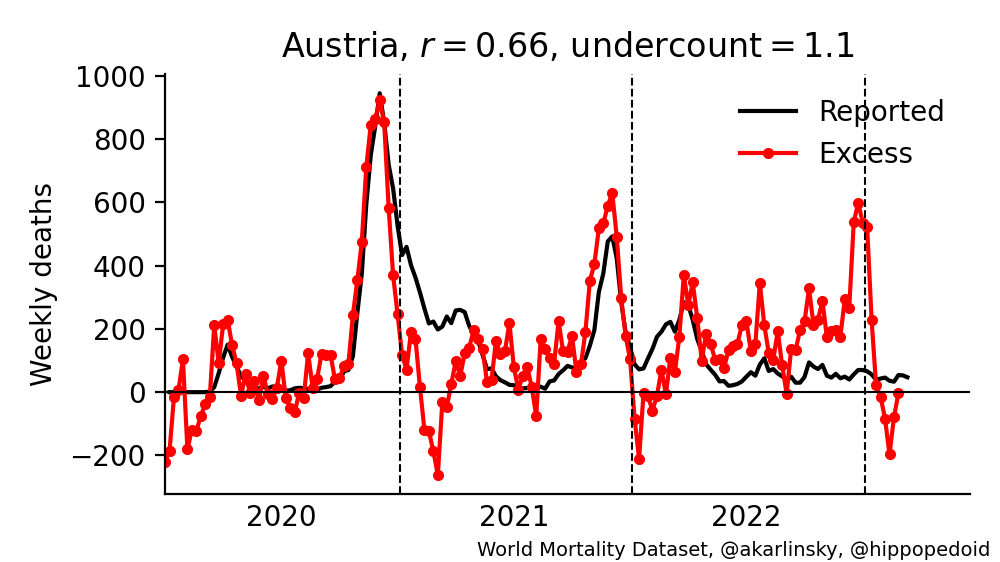 Austria, r = 0.66, undercount = 1.1
1000
800
600
400
200
0
−200
Weekly deaths
Reported
Excess
2020
2021
2022
World Mortality Dataset, @akarlinsky, @hippopedoid